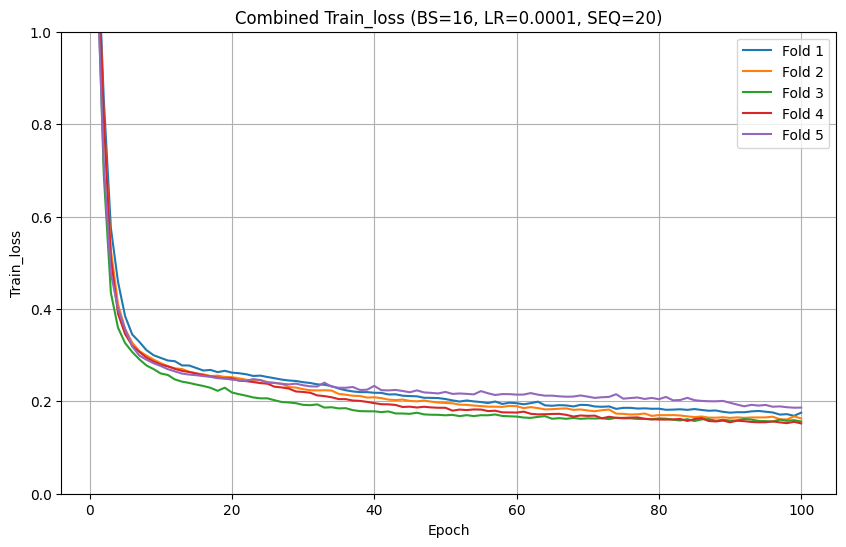 Combined Train_loss (BS=16, LR=0.0001, SEQ=20)
Train_loss
1.0
0.8
0.6
0.4
0.2
0.0
Fold 1
Fold 2
Fold 3
Fold 4
Fold 5
0 20 40 60 80 100
Epoch